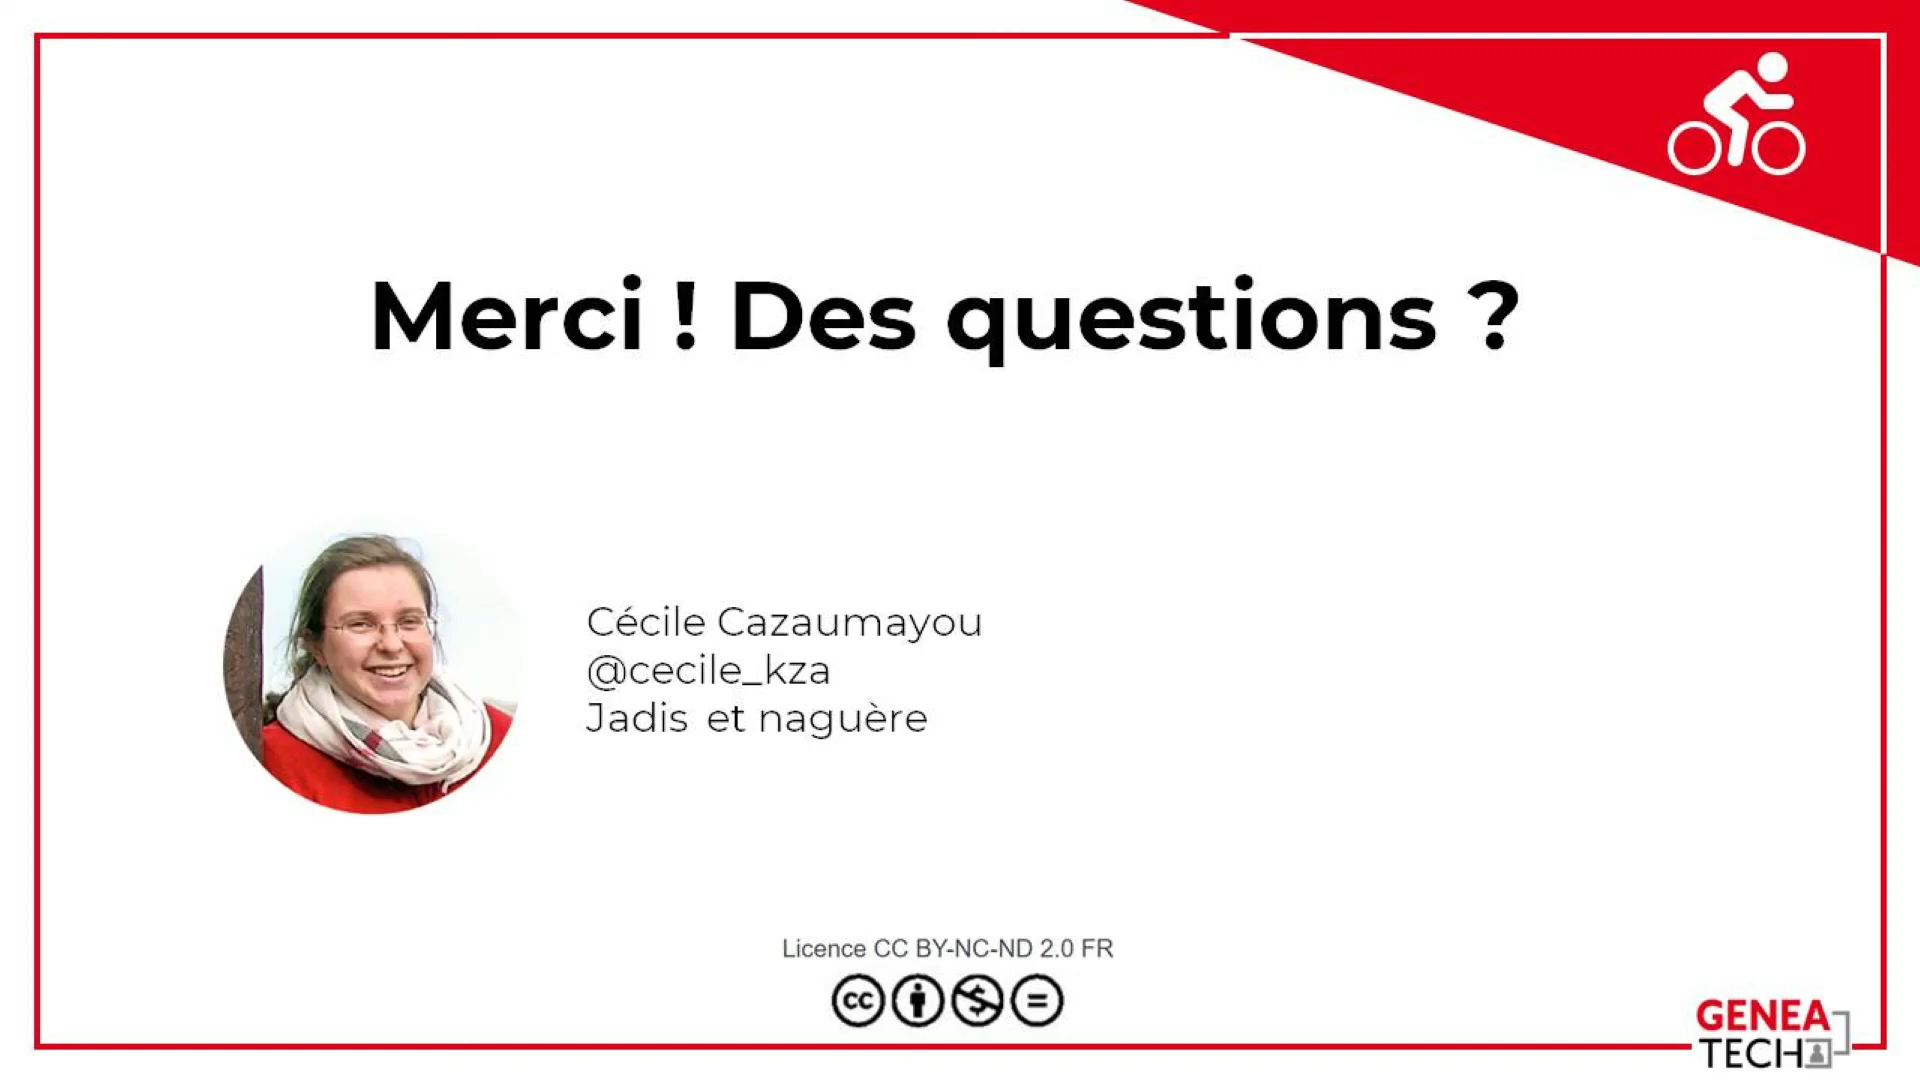 Merci ! Des questions ?
Cécile Cazaumayou
@cecile_kza
Jadis et naguère
Licence CC BY-NC-ND 2.0 FR
cc
GENEA
TECH